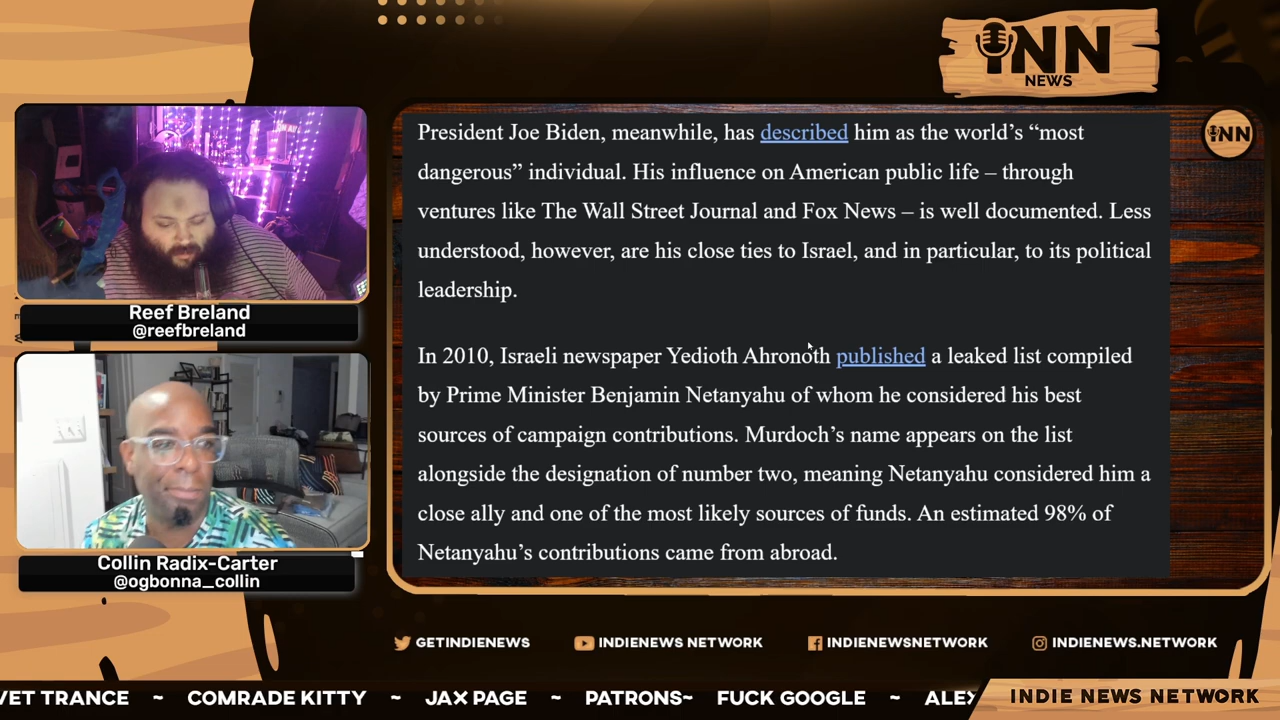 iNN
NEWS
iNN
President Joe Biden, meanwhile, has described him as the world’s “most
dangerous” individual. His influence on American public life – through
ventures like The Wall Street Journal and Fox News – is well documented. Less
understood, however, are his close ties to Israel, and in particular, to its political
leadership.
In 2010, Israeli newspaper Yedioth Ahronoth published a leaked list compiled
by Prime Minister Benjamin Netanyahu of whom he considered his best
sources of campaign contributions. Murdoch’s name appears on the list
alongside the designation of number two, meaning Netanyahu considered him a
close ally and one of the most likely sources of funds. An estimated 98% of
Netanyahu’s contributions came from abroad.
Reef Breland
@reefbreland
Collin Radix-Carter
@ogbonna_collin
GETINDIENEWS
INDIENEWS NETWORK
INDIENEWSNETWORK
INDIENEWS.NETWORK
VET TRANCE ~ COMRADE KITTY ~ JAX PAGE ~ PATRONS~ FUCK GOOGLE ~ ALEX
INDIE NEWS NETWORK